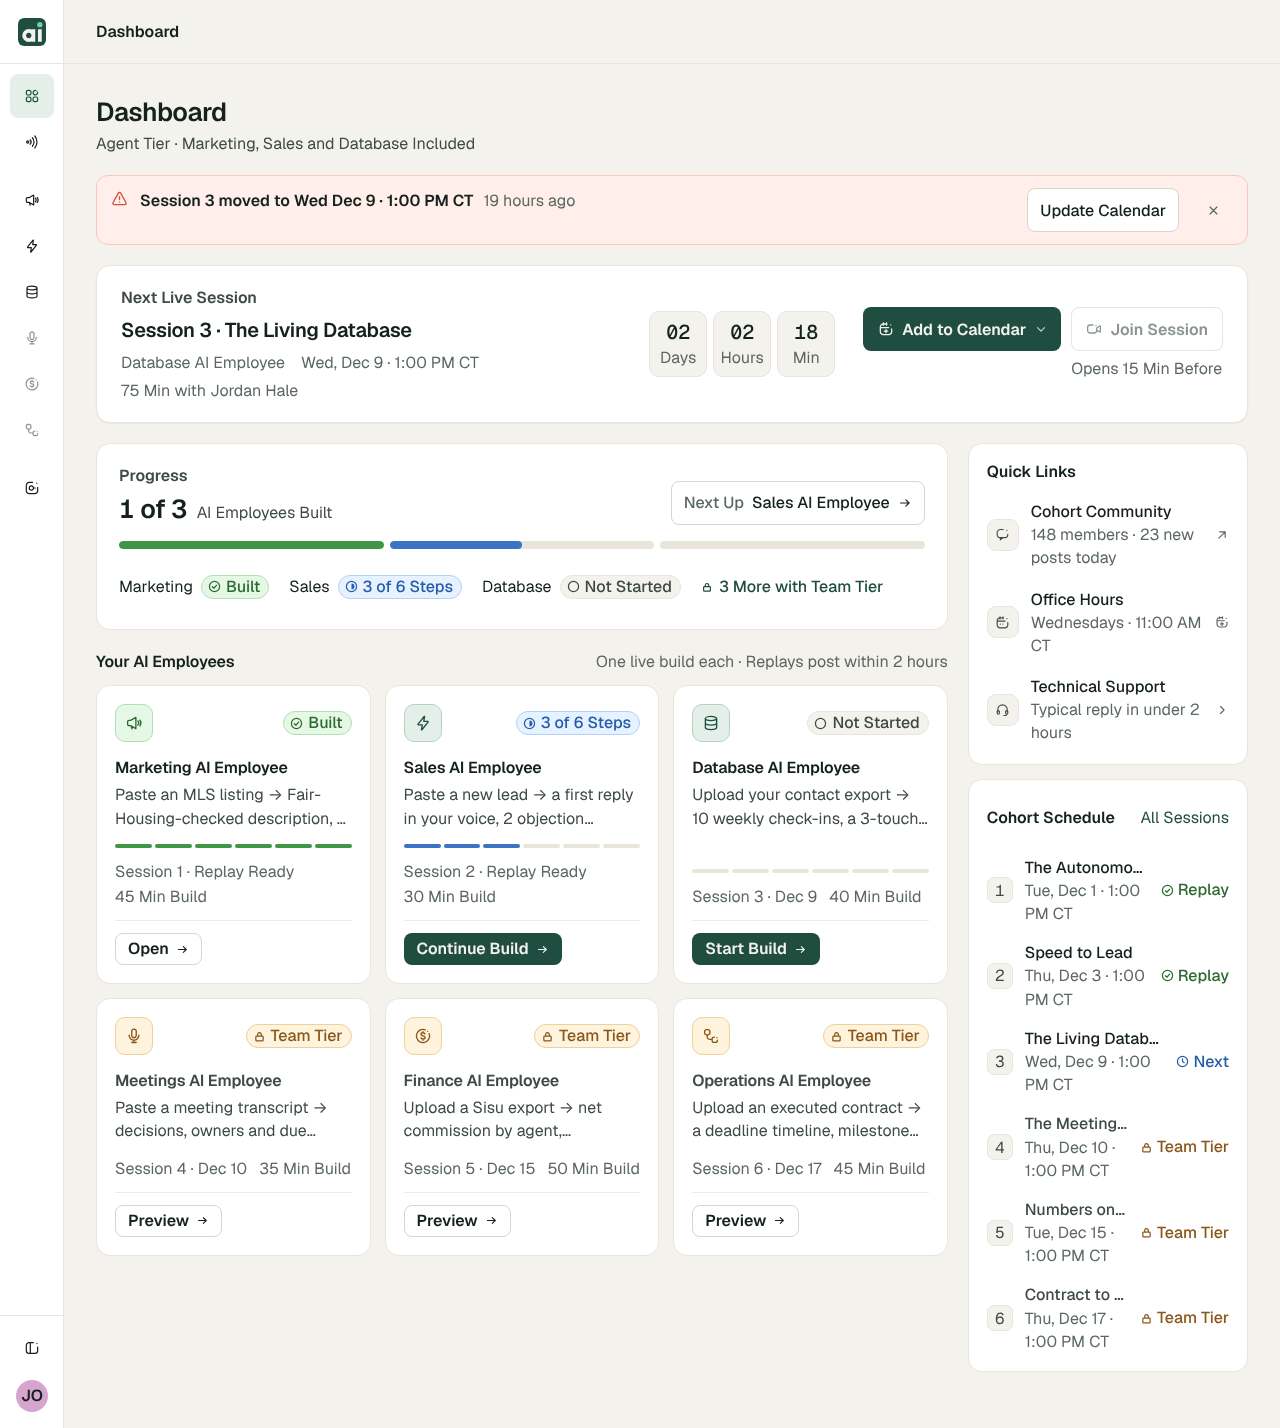 ai
Dashboard
Dashboard
Agent Tier · Marketing, Sales and Database Included
Session 3 moved to Wed Dec 9 · 1:00 PM CT 19 hours ago
Update Calendar
Next Live Session
Session 3 · The Living Database
Database AI Employee Wed, Dec 9 · 1:00 PM CT
75 Min with Jordan Hale
02 Days
02 Hours
18 Min
Add to Calendar
Join Session
Opens 15 Min Before
Progress
1 of 3 AI Employees Built
Next Up Sales AI Employee →
Marketing Built Sales 3 of 6 Steps Database Not Started 3 More with Team Tier
Your AI Employees
One live build each · Replays post within 2 hours
Built
Marketing AI Employee
Paste an MLS listing → Fair-
Housing-checked description, …
Session 1 · Replay Ready
45 Min Build
Open →
3 of 6 Steps
Sales AI Employee
Paste a new lead → a first reply
in your voice, 2 objection…
Session 2 · Replay Ready
30 Min Build
Continue Build →
Not Started
Database AI Employee
Upload your contact export →
10 weekly check-ins, a 3-touch…
Session 3 · Dec 9 40 Min Build
Start Build →
Team Tier
Meetings AI Employee
Paste a meeting transcript →
decisions, owners and due…
Session 4 · Dec 10 35 Min Build
Preview →
Team Tier
Finance AI Employee
Upload a Sisu export → net
commission by agent,…
Session 5 · Dec 15 50 Min Build
Preview →
Team Tier
Operations AI Employee
Upload an executed contract →
a deadline timeline, milestone…
Session 6 · Dec 17 45 Min Build
Preview →
Quick Links
Cohort Community
148 members · 23 new
posts today
Office Hours
Wednesdays · 11:00 AM
CT
Technical Support
Typical reply in under 2
hours
Cohort Schedule All Sessions
1
The Autonomo…
Tue, Dec 1 · 1:00
PM CT
Replay
2
Speed to Lead
Thu, Dec 3 · 1:00
PM CT
Replay
3
The Living Datab…
Wed, Dec 9 · 1:00
PM CT
Next
4
The Meeting…
Thu, Dec 10 ·
1:00 PM CT
Team Tier
5
Numbers on…
Tue, Dec 15 ·
1:00 PM CT
Team Tier
6
Contract to …
Thu, Dec 17 ·
1:00 PM CT
Team Tier
JO